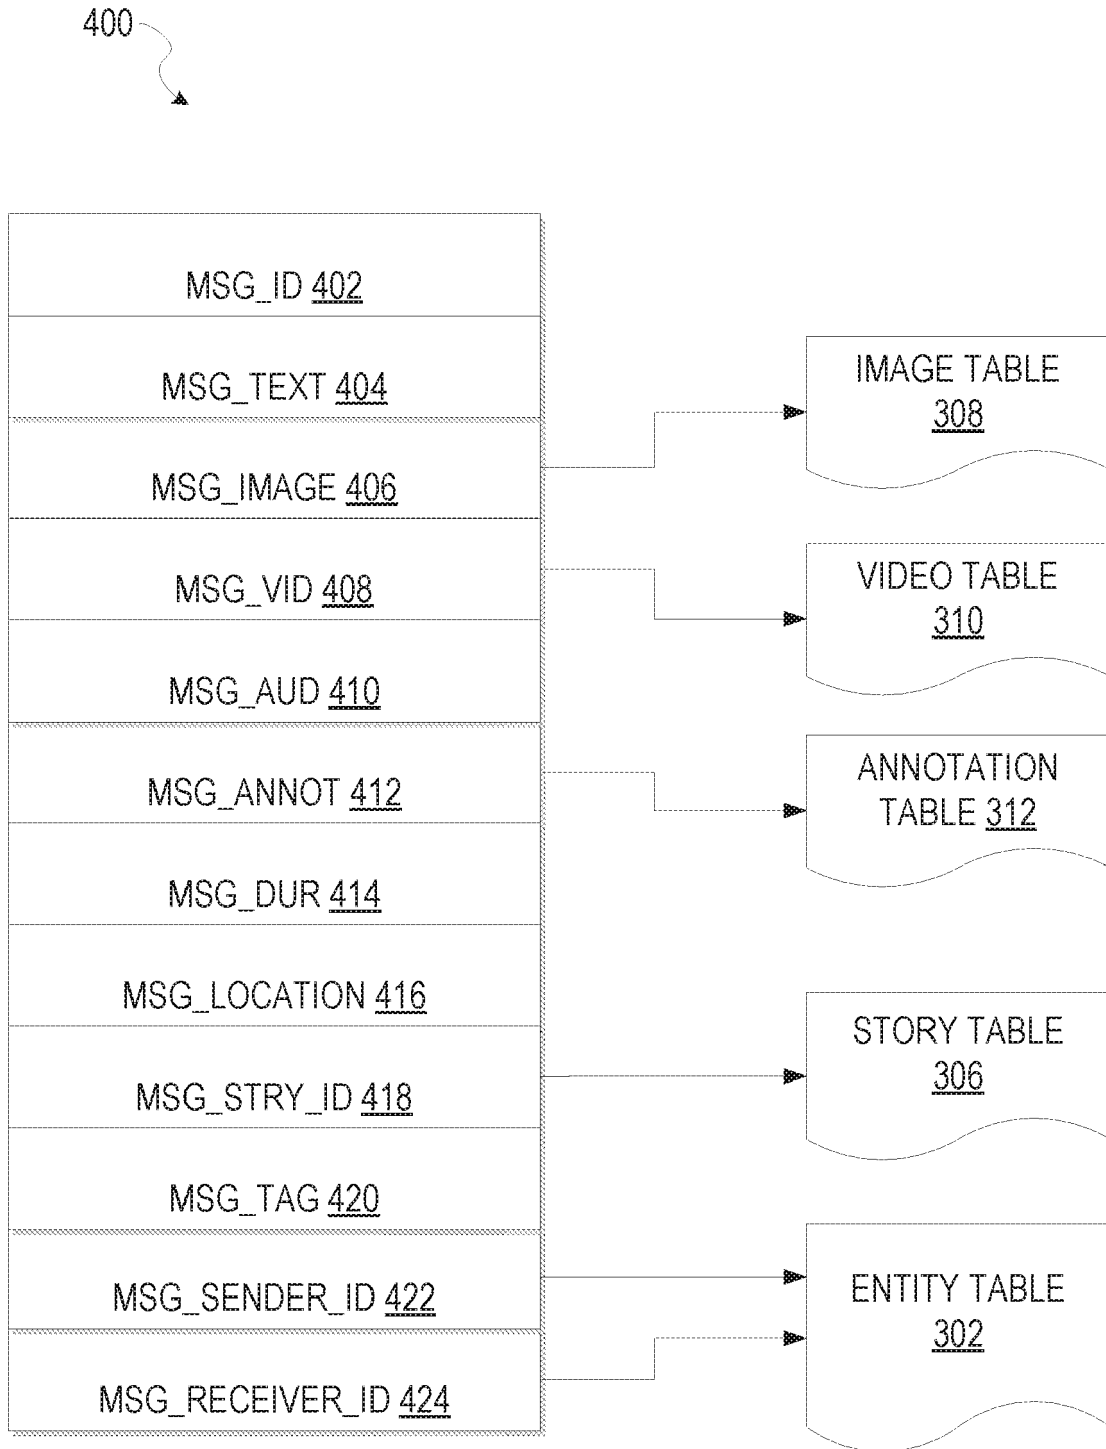 400
MSG_ID 402
MSG_TEXT 404
MSG_IMAGE 406
MSG_VID 408
MSG_AUD 410
MSG_ANNOT 412
MSG_DUR 414
MSG_LOCATION 416
MSG_STRY_ID 418
MSG_TAG 420
MSG_SENDER_ID 422
MSG_RECEIVER_ID 424
IMAGE TABLE
308
VIDEO TABLE
310
ANNOTATION
TABLE 312
STORY TABLE
306
ENTITY TABLE
302